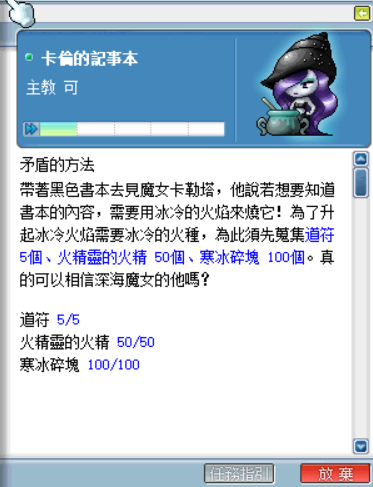 卡倫的記事本
主教 可
矛盾的方法
帶著黑色書本去見魔女卡勒塔，他說若想要知道
書本的內容，需要用冰冷的火焰來燒它！為了升
起冰冷火焰需要冰冷的火種，為此須先蒐集道符
5個、火精靈的火精 50個、寒冰碎塊 100個。真
的可以相信深海魔女的他嗎？
道符 5/5
火精靈的火精 50/50
寒冰碎塊 100/100
任務指引
放 棄